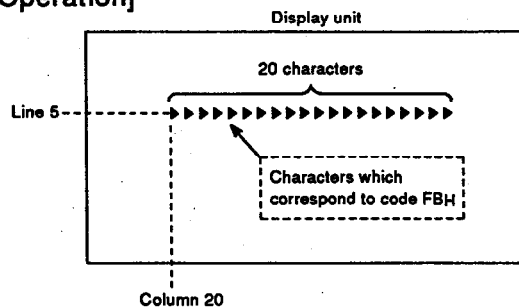 Operation]
Display unit
20 characters
Line 5
Characters which
correspond to code FBH
Column 20